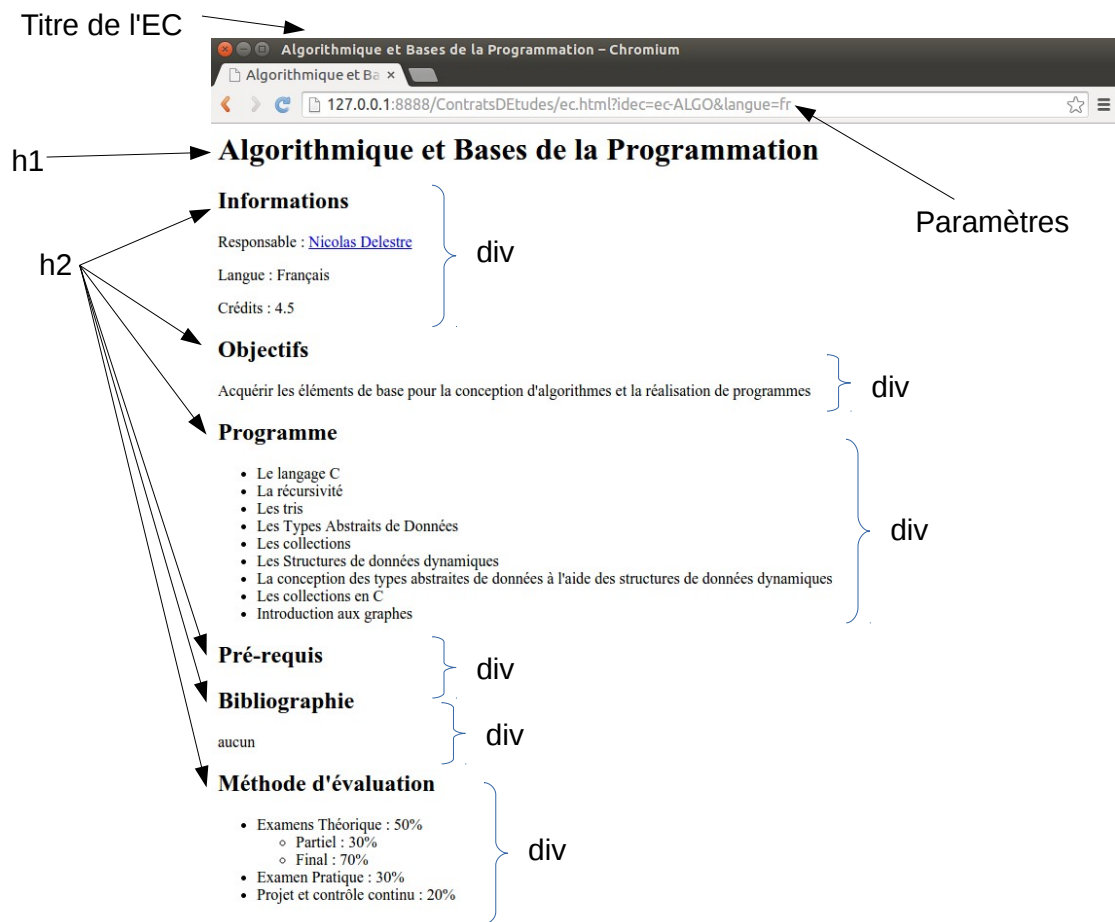 Titre de l'EC
Algorithmique et Bases de la Programmation – Chromium
Algorithmique et Ba ×
127.0.0.1:8888/ContratsDEtudes/ec.html?idec=ec-ALGO&langue=fr
h1
Algorithmique et Bases de la Programmation
Paramètres
h2
Informations
Responsable : Nicolas Delestre
div
Langue : Français
Crédits : 4.5
Objectifs
Acquérir les éléments de base pour la conception d'algorithmes et la réalisation de programmes
div
Programme
• Le langage C
• La récursivité
• Les tris
• Les Types Abstraits de Données
• Les collections
• Les Structures de données dynamiques
• La conception des types abstraites de données à l'aide des structures de données dynamiques
• Les collections en C
• Introduction aux graphes
div
Pré-requis
div
Bibliographie
aucun
div
Méthode d'évaluation
• Examens Théorique : 50%
◦ Partiel : 30%
◦ Final : 70%
• Examen Pratique : 30%
• Projet et contrôle continu : 20%
div